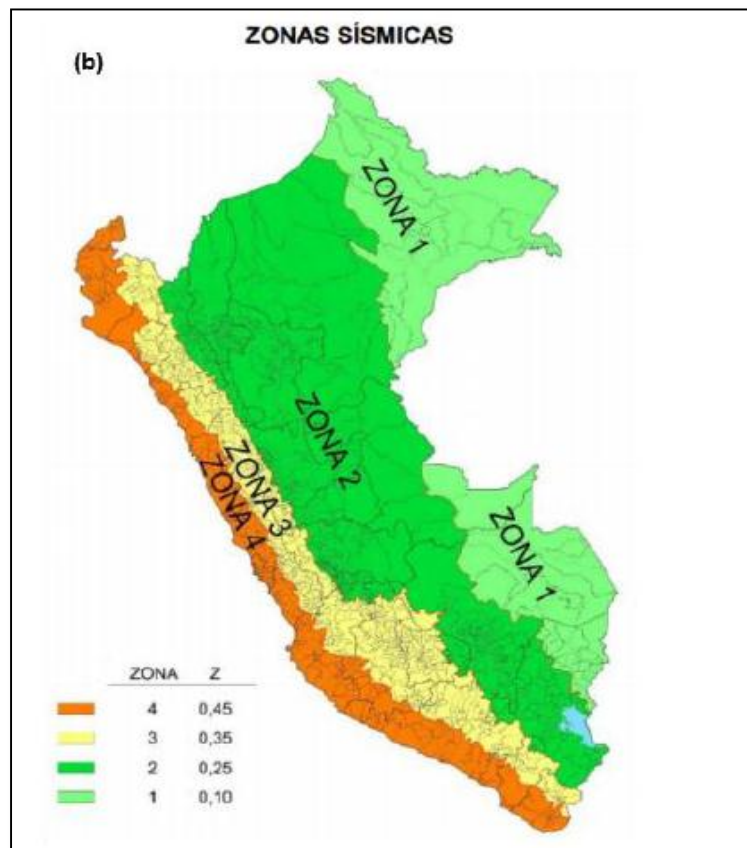 ZONAS SÍSMICAS
(b)
ZONA 1
ZONA 2
ZONA 3
ZONA 4
ZONA 1
ZONA Z
4 0,45
3 0,35
2 0,25
1 0,10